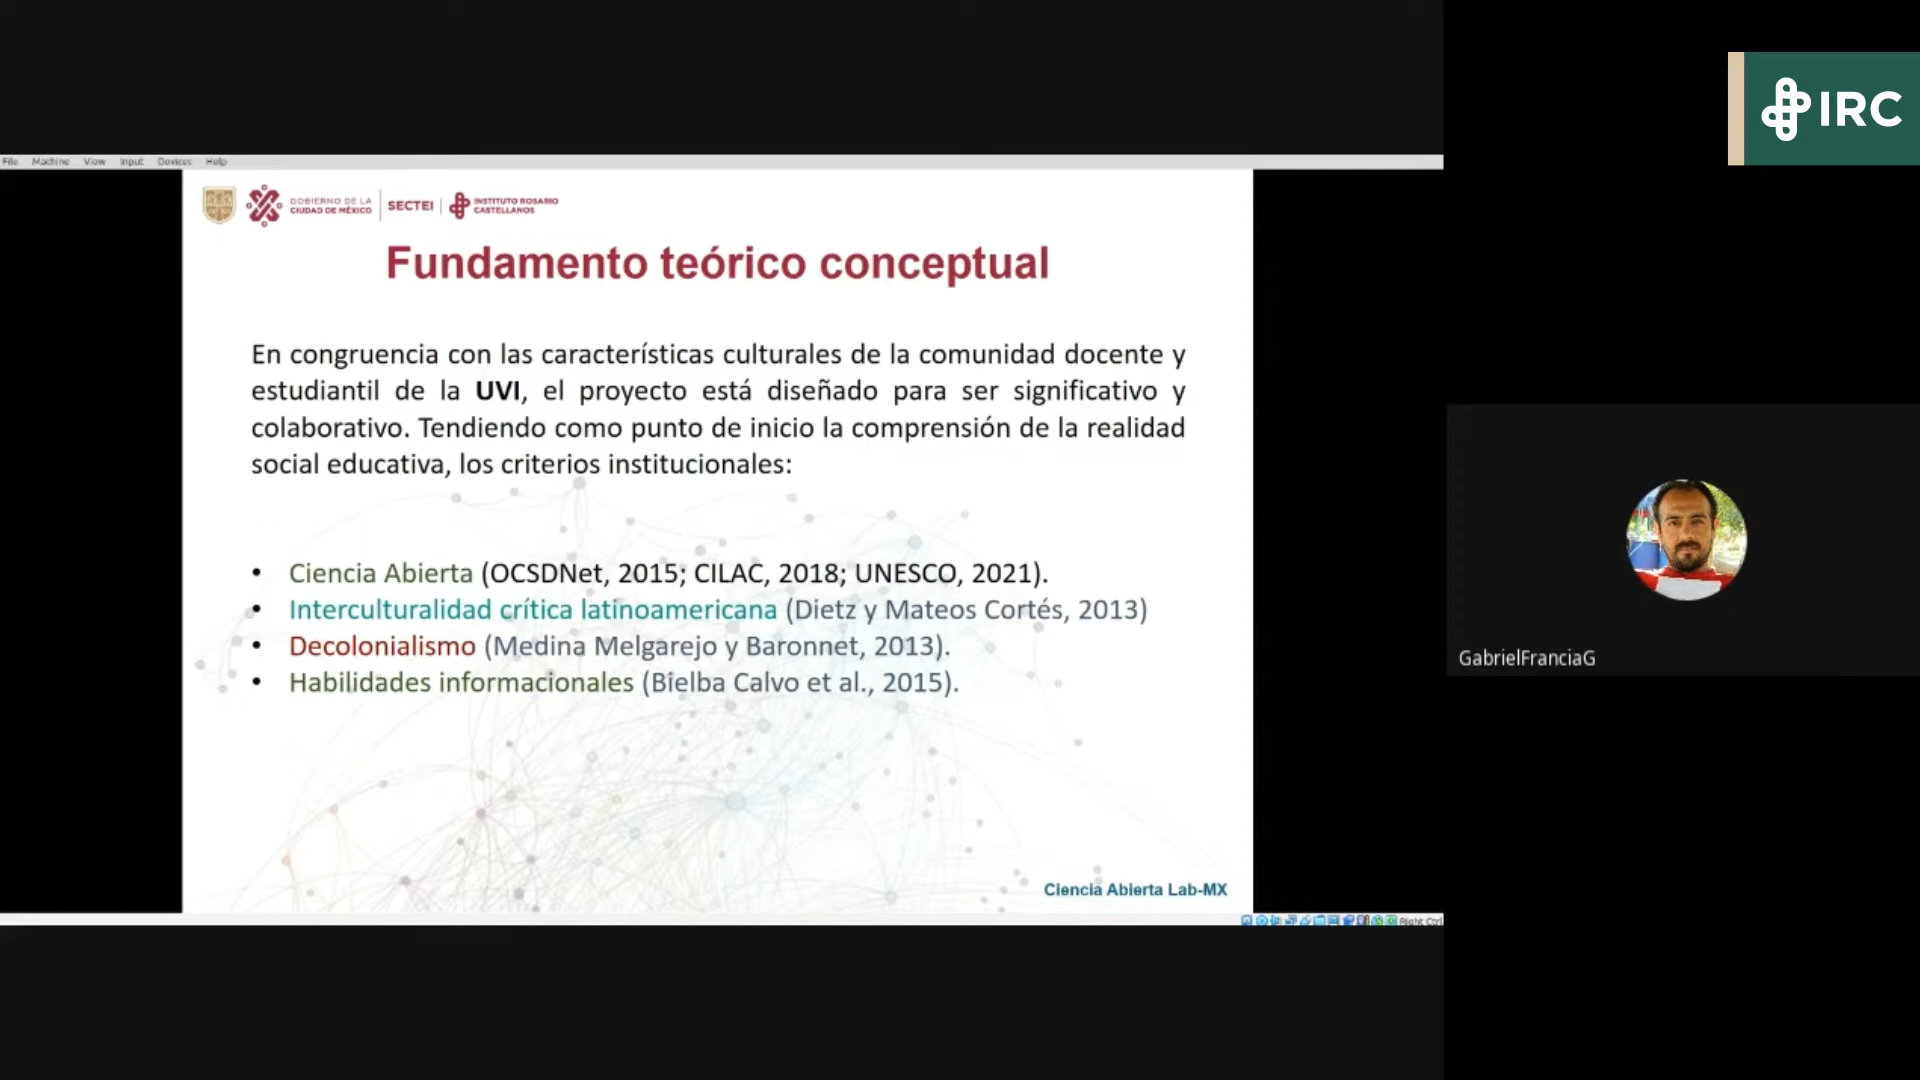 IRC
File Machine View Input Devices Help
GOBIERNO DE LA
CIUDAD DE MÉXICO
SECTEI
INSTITUTO ROSARIO
CASTELLANOS
Fundamento teórico conceptual
En congruencia con las características culturales de la comunidad docente y
estudiantil de la UVI, el proyecto está diseñado para ser significativo y
colaborativo. Tendiendo como punto de inicio la comprensión de la realidad
social educativa, los criterios institucionales:
• Ciencia Abierta (OCSDNet, 2015; CILAC, 2018; UNESCO, 2021).
• Interculturalidad crítica latinoamericana (Dietz y Mateos Cortés, 2013)
• Decolonialismo (Medina Melgarejo y Baronnet, 2013).
• Habilidades informacionales (Bielba Calvo et al., 2015).
GabrielFranciaG
Ciencia Abierta Lab-MX
Right Ctrl